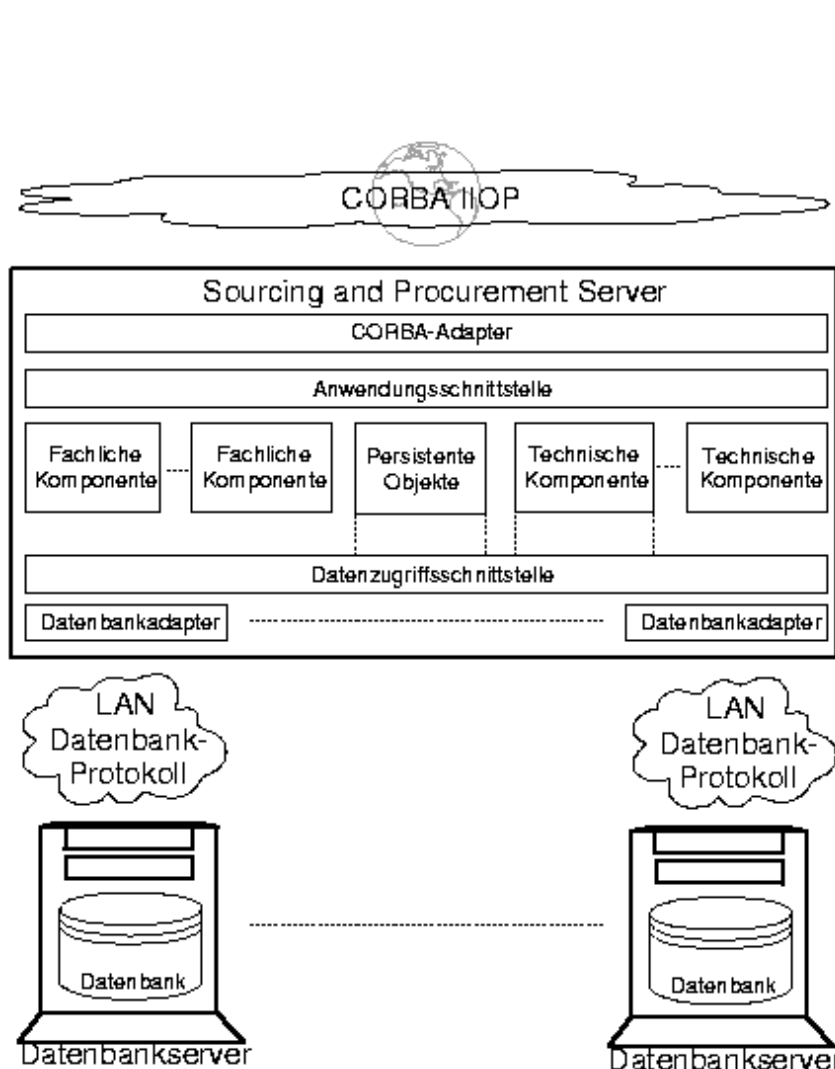 CORBA IIOP
Sourcing and Procurement Server
CORBA-Adapter
Anwendungsschnittstelle
Fachliche
Komponente
Fachliche
Komponente
Persistente
Objekte
Technische
Komponente
Technische
Komponente
Datenzugriffsschnittstelle
Datenbankadapter
Datenbankadapter
LAN
Datenbank-
Protokoll
LAN
Datenbank-
Protokoll
Datenbank
Datenbank
Datenbankserver
Datenbankserver